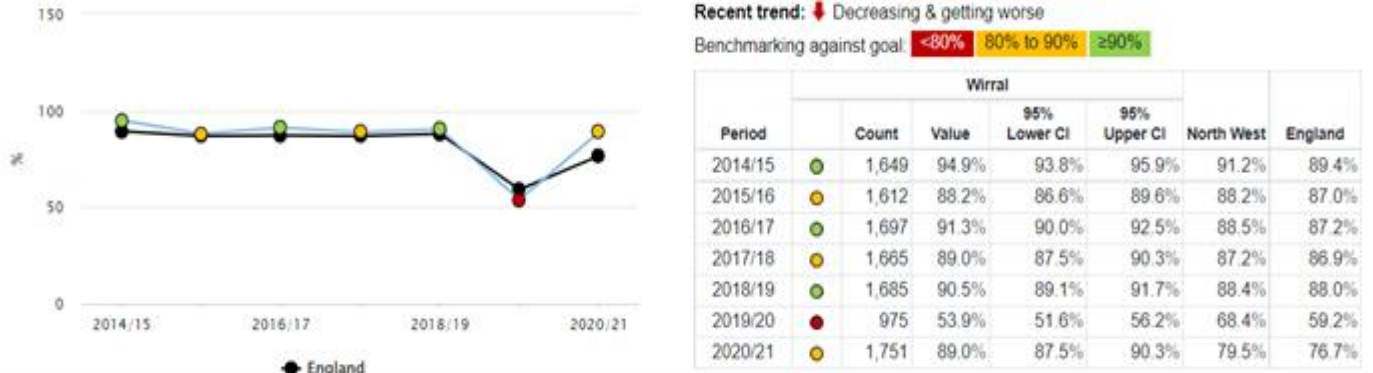 150
100
%
50
0
2014/15 2016/17 2018/19 2020/21
England
Recent trend: Decreasing & getting worse
Benchmarking against goal: <80% 80% to 90% ≥90%
Wirral
Period Count Value 95% Lower CI 95% Upper CI North West England
2014/15 1,649 94.9% 93.8% 95.9% 91.2% 89.4%
2015/16 1,612 88.2% 86.6% 89.6% 88.2% 87.0%
2016/17 1,697 91.3% 90.0% 92.5% 88.5% 87.2%
2017/18 1,665 89.0% 87.5% 90.3% 87.2% 86.9%
2018/19 1,685 90.5% 89.1% 91.7% 88.4% 88.0%
2019/20 975 53.9% 51.6% 56.2% 68.4% 59.2%
2020/21 1,751 89.0% 87.5% 90.3% 79.5% 76.7%